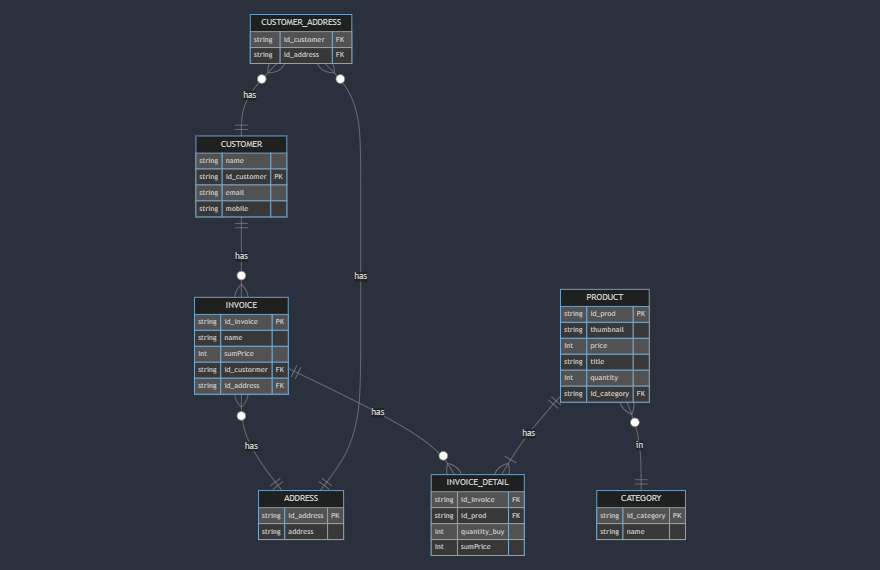 CUSTOMER_ADDRESS
string id_customer FK
string id_address FK
has
CUSTOMER
string name
string id_customer PK
string email
string mobile
has
has
INVOICE
string id_invoice PK
string name
int sumPrice
string id_custormer FK
string id_address FK
PRODUCT
string id_prod PK
string thumbnail
int price
string title
int quantity
string id_category FK
has
has
has
in
ADDRESS
string id_address PK
string address
INVOICE_DETAIL
string id_invoice FK
string id_prod FK
int quantity_buy
int sumPrice
CATEGORY
string id_category PK
string name